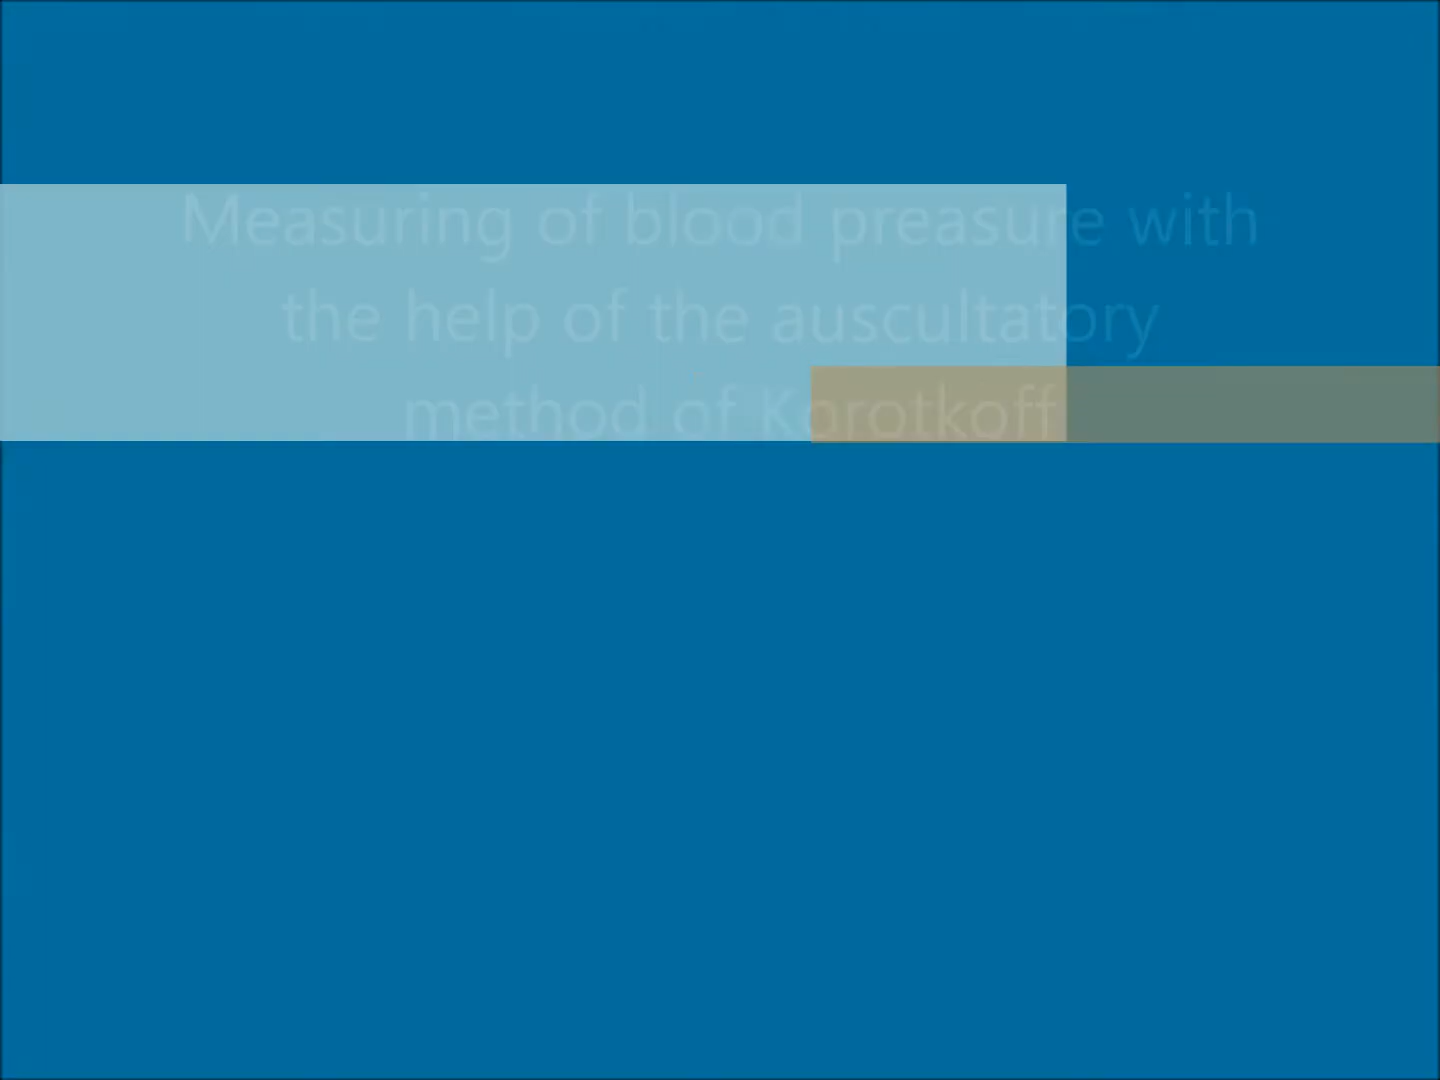 Measuring of blood preasure with
the help of the auscultatory
method of Korotkoff